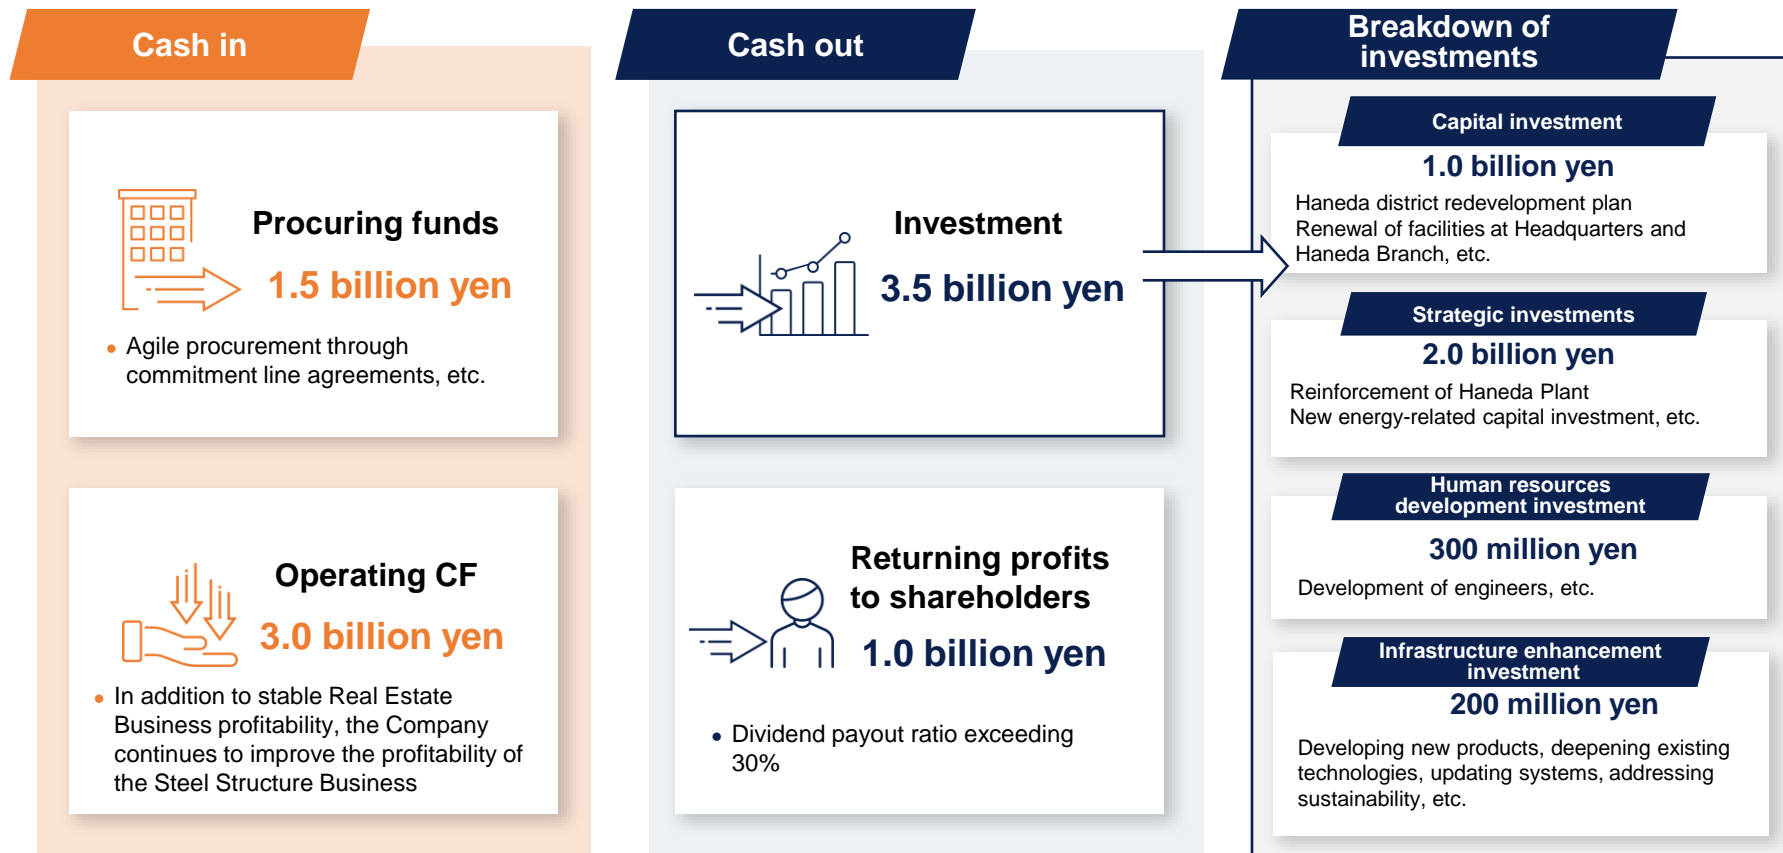 Cash in
Procuring funds
1.5 billion yen
• Agile procurement through
commitment line agreements, etc.
Operating CF
3.0 billion yen
• In addition to stable Real Estate
Business profitability, the Company
continues to improve the profitability of
the Steel Structure Business
Cash out
Investment
3.5 billion yen
Returning profits
to shareholders
1.0 billion yen
• Dividend payout ratio exceeding
30%
Breakdown of
investments
Capital investment
1.0 billion yen
Haneda district redevelopment plan
Renewal of facilities at Headquarters and
Haneda Branch, etc.
Strategic investments
2.0 billion yen
Reinforcement of Haneda Plant
New energy-related capital investment, etc.
Human resources
development investment
300 million yen
Development of engineers, etc.
Infrastructure enhancement
investment
200 million yen
Developing new products, deepening existing
technologies, updating systems, addressing
sustainability, etc.